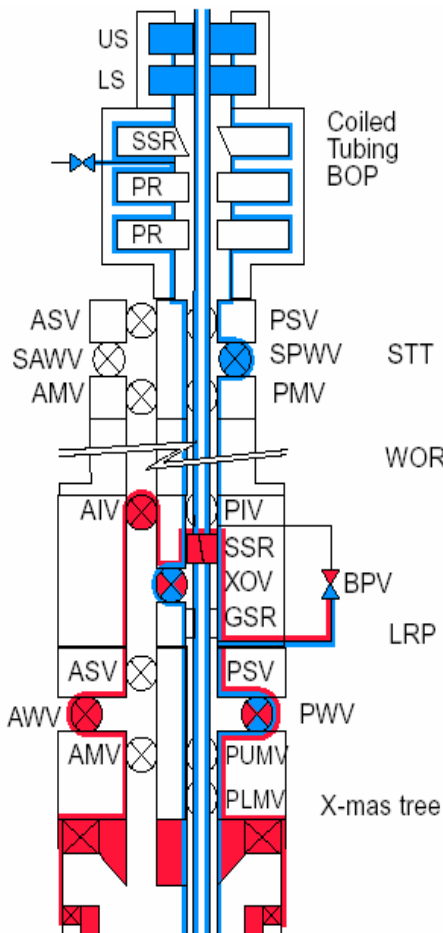 US
LS
SSR
PR
PR
Coiled
Tubing
BOP
ASV PSV
SAWV SPWV STT
AMV PMV
WOR
AIV PIV
SSR
XOV BPV
GSR LRP
ASV PSV
AWV PWV
AMV PUMV
PLMV X-mas tree